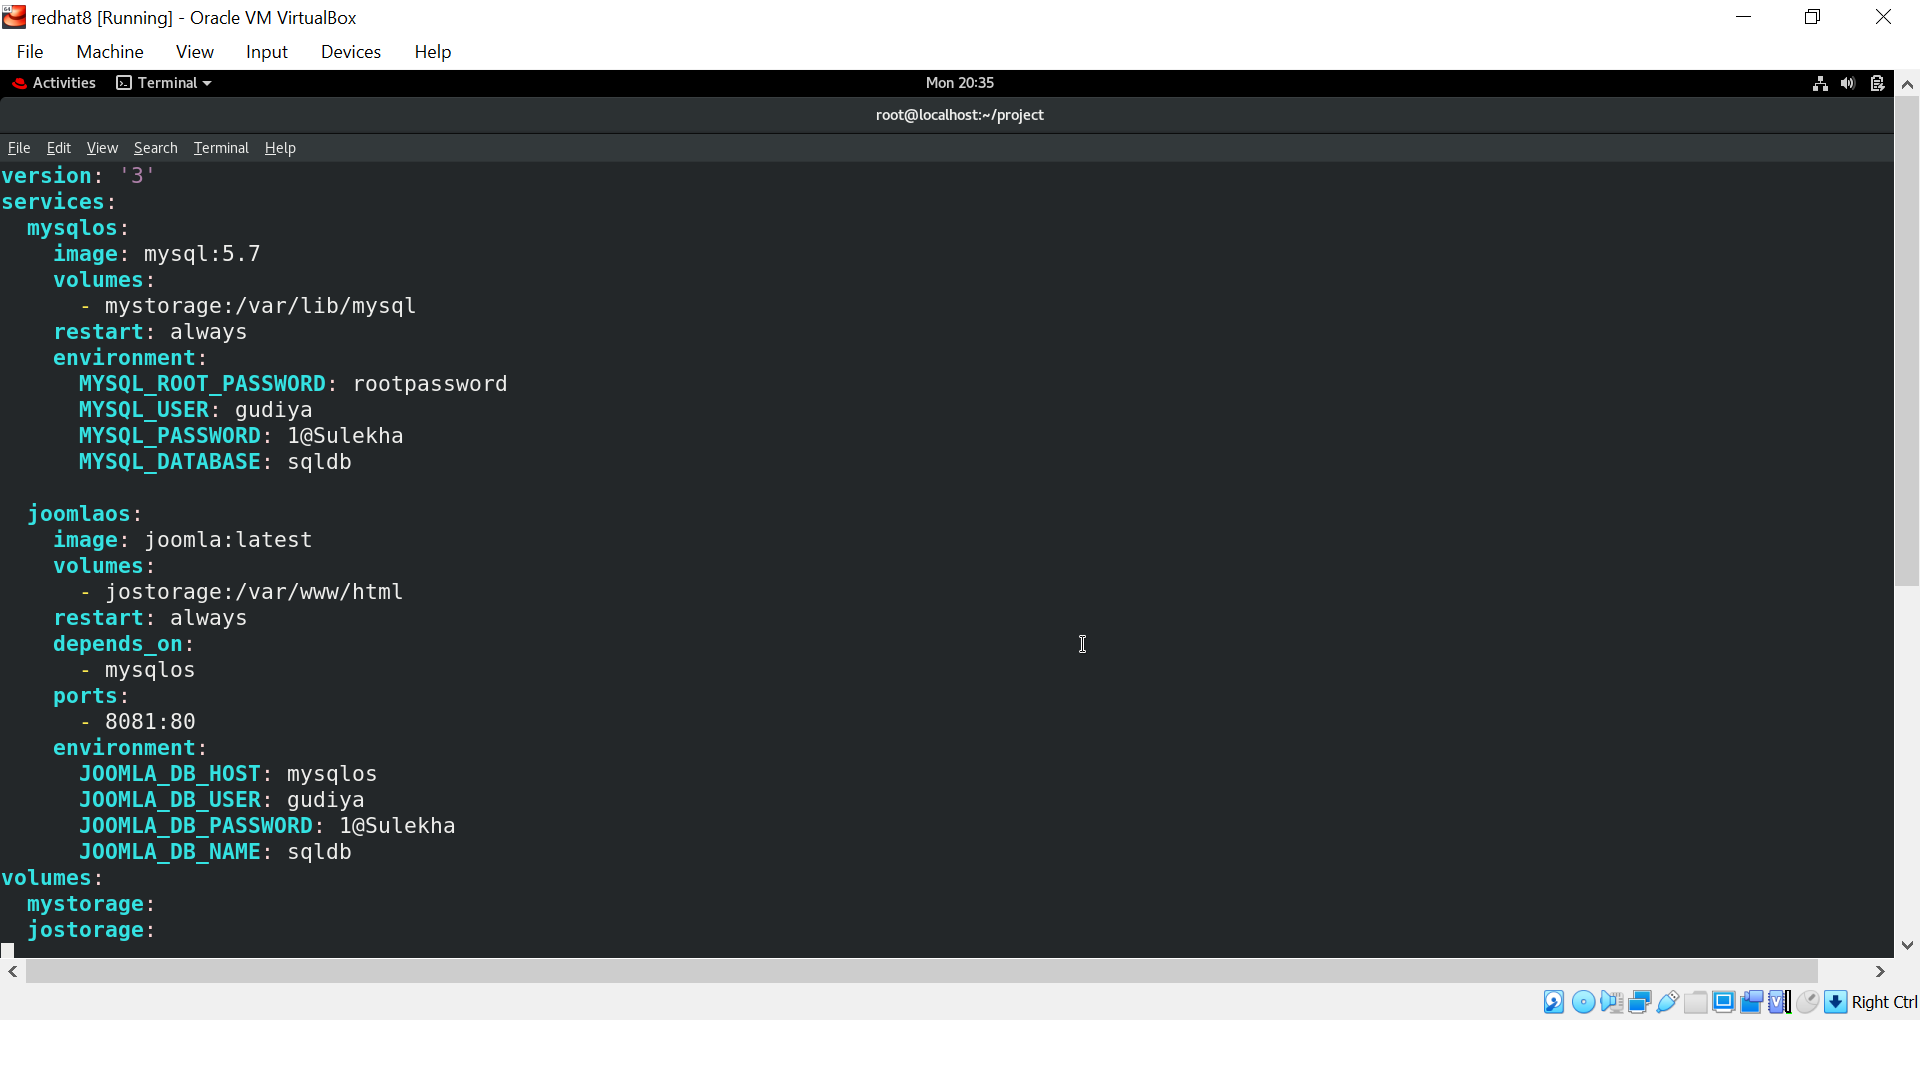 redhat8 [Running] - Oracle VM VirtualBox
File Machine View Input Devices Help
Activities Terminal Mon 20:35
root@localhost:~/project
File Edit View Search Terminal Help
version: '3'
services:
  mysqlos:
    image: mysql:5.7
    volumes:
      - mystorage:/var/lib/mysql
    restart: always
    environment:
      MYSQL_ROOT_PASSWORD: rootpassword
      MYSQL_USER: gudiya
      MYSQL_PASSWORD: 1@Sulekha
      MYSQL_DATABASE: sqldb

  joomlaos:
    image: joomla:latest
    volumes:
      - jostorage:/var/www/html
    restart: always
    depends_on:
      - mysqlos
    ports:
      - 8081:80
    environment:
      JOOMLA_DB_HOST: mysqlos
      JOOMLA_DB_USER: gudiya
      JOOMLA_DB_PASSWORD: 1@Sulekha
      JOOMLA_DB_NAME: sqldb
volumes:
  mystorage:
  jostorage:
Right Ctrl